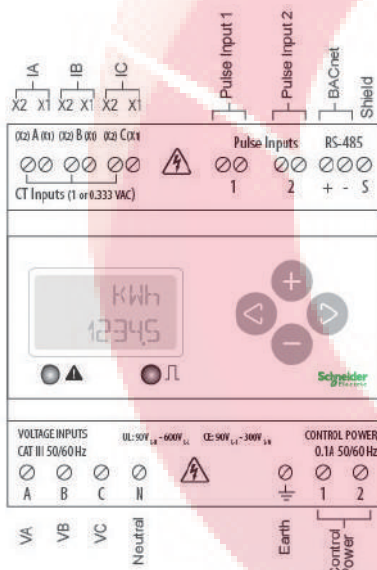 IA IB IC Pulse Input 1 Pulse Input 2 BACnet Shield
X2 X1 X2 X1 X2 X1
(X2) A (X1) (X2) B (X1) (X2) C (X1) Pulse Inputs RS-485
CT Inputs (1 or 0.333 VAC) 1 2 + - S
KWh
1234.5
Schneider
Electric
VOLTAGE INPUTS UL: 90V L-N - 600V L-L CE: 90V L-N - 300V L-N CONTROL POWER
CAT III 50/60 Hz 0.1A 50/60 Hz
A B C N 1 2
VA VB VC Neutral Earth Control
Power